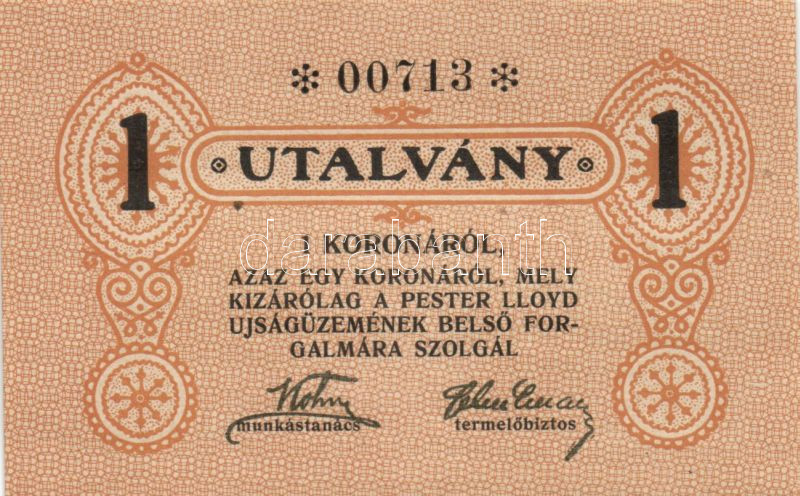 * 00713 *
1 UTALVÁNY 1
1 KORONÁRÓL,
AZAZ EGY KORONÁRÓL, MELY
KIZÁRÓLAG A PESTER LLOYD
UJSÁGÜZEMÉNEK BELSŐ FOR-
GALMÁRA SZOLGÁL
darabanth
munkástanács termelőbiztos